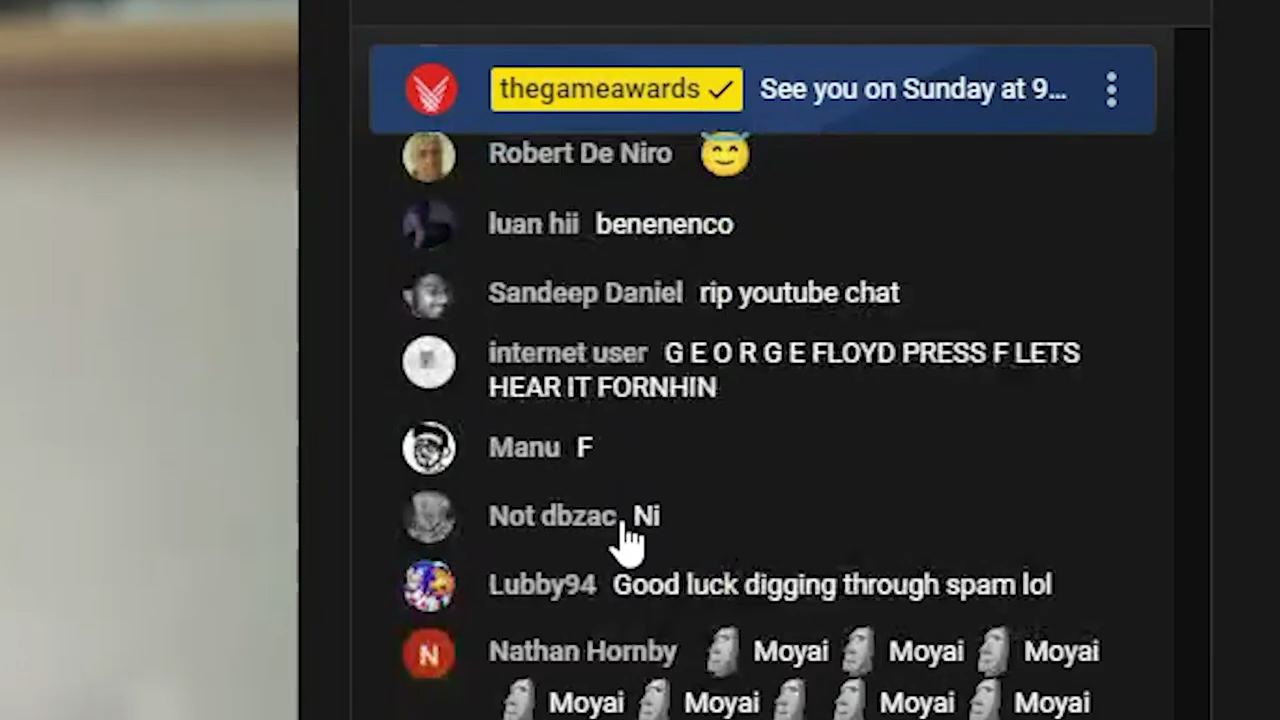 thegameawards See you on Sunday at 9…
Robert De Niro 😇
luan hii benenenco
Sandeep Daniel rip youtube chat
internet user G E O R G E FLOYD PRESS F LETS
HEAR IT FORNHIN
Manu F
Not dbzac Ni
Lubby94 Good luck digging through spam lol
N Nathan Hornby 🗿 Moyai 🗿 Moyai 🗿 Moyai
🗿 Moyai 🗿 Moyai 🗿 🗿 Moyai 🗿 Moyai